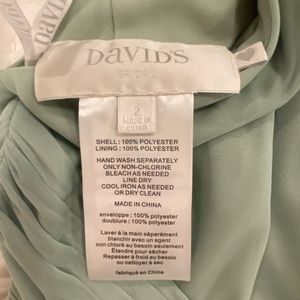 DAVID'S
BRIDAL
2
MADE IN
CHINA
SHELL : 100% POLYESTER
LINING : 100% POLYESTER
HAND WASH SEPARATELY
ONLY NON-CHLORINE
BLEACH AS NEEDED
LINE DRY
COOL IRON AS NEEDED
OR DRY CLEAN
MADE IN CHINA
enveloppe : 100% polyester
doublure : 100% polyester
Laver à la main séparément
blanchir avec un agent
non chloré au besoin
Étendre pour sécher
Repasser à froid au besoin
ou nettoyage à sec
fabriqué en Chine